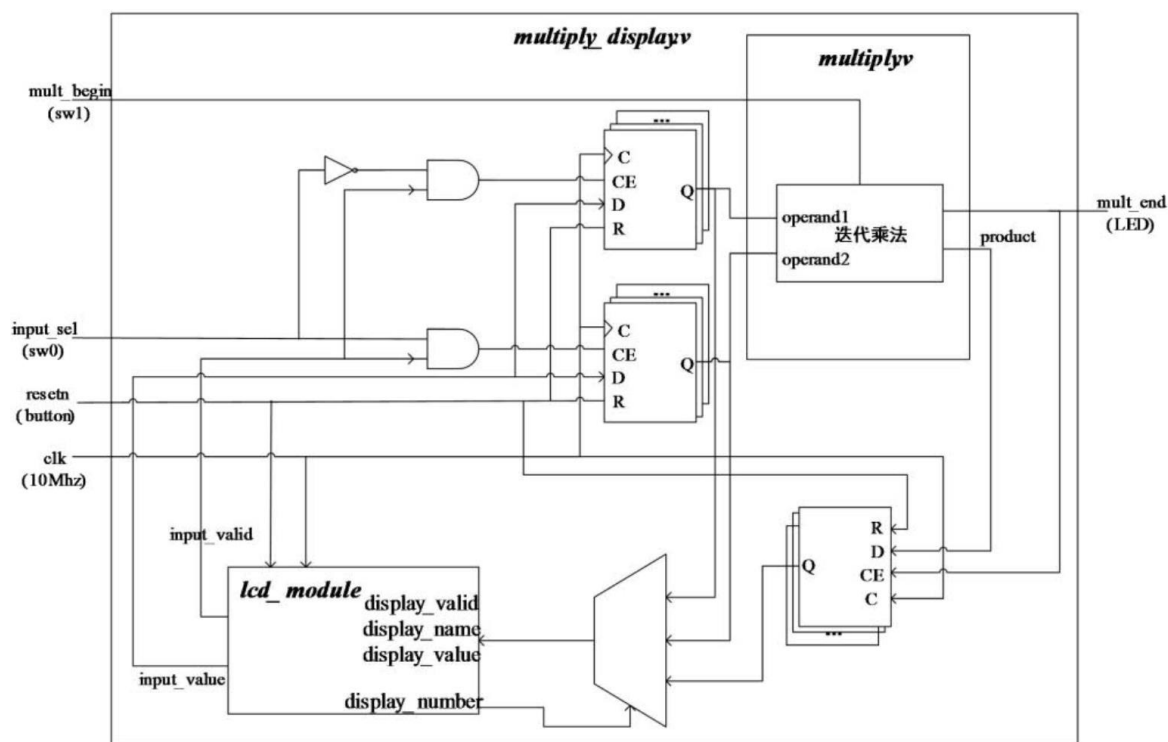 multiply_display.v
multiply.v
mult_begin
(sw1)
...
C
CE
D
R
Q
operand1
operand2
迭代乘法
product
mult_end
(LED)
input_sel
(sw0)
...
C
CE
D
R
Q
resetn
(button)
clk
(10Mhz)
input_valid
lcd_module
display_valid
display_name
display_value
display_number
input_value
R
D
CE
C
Q
...